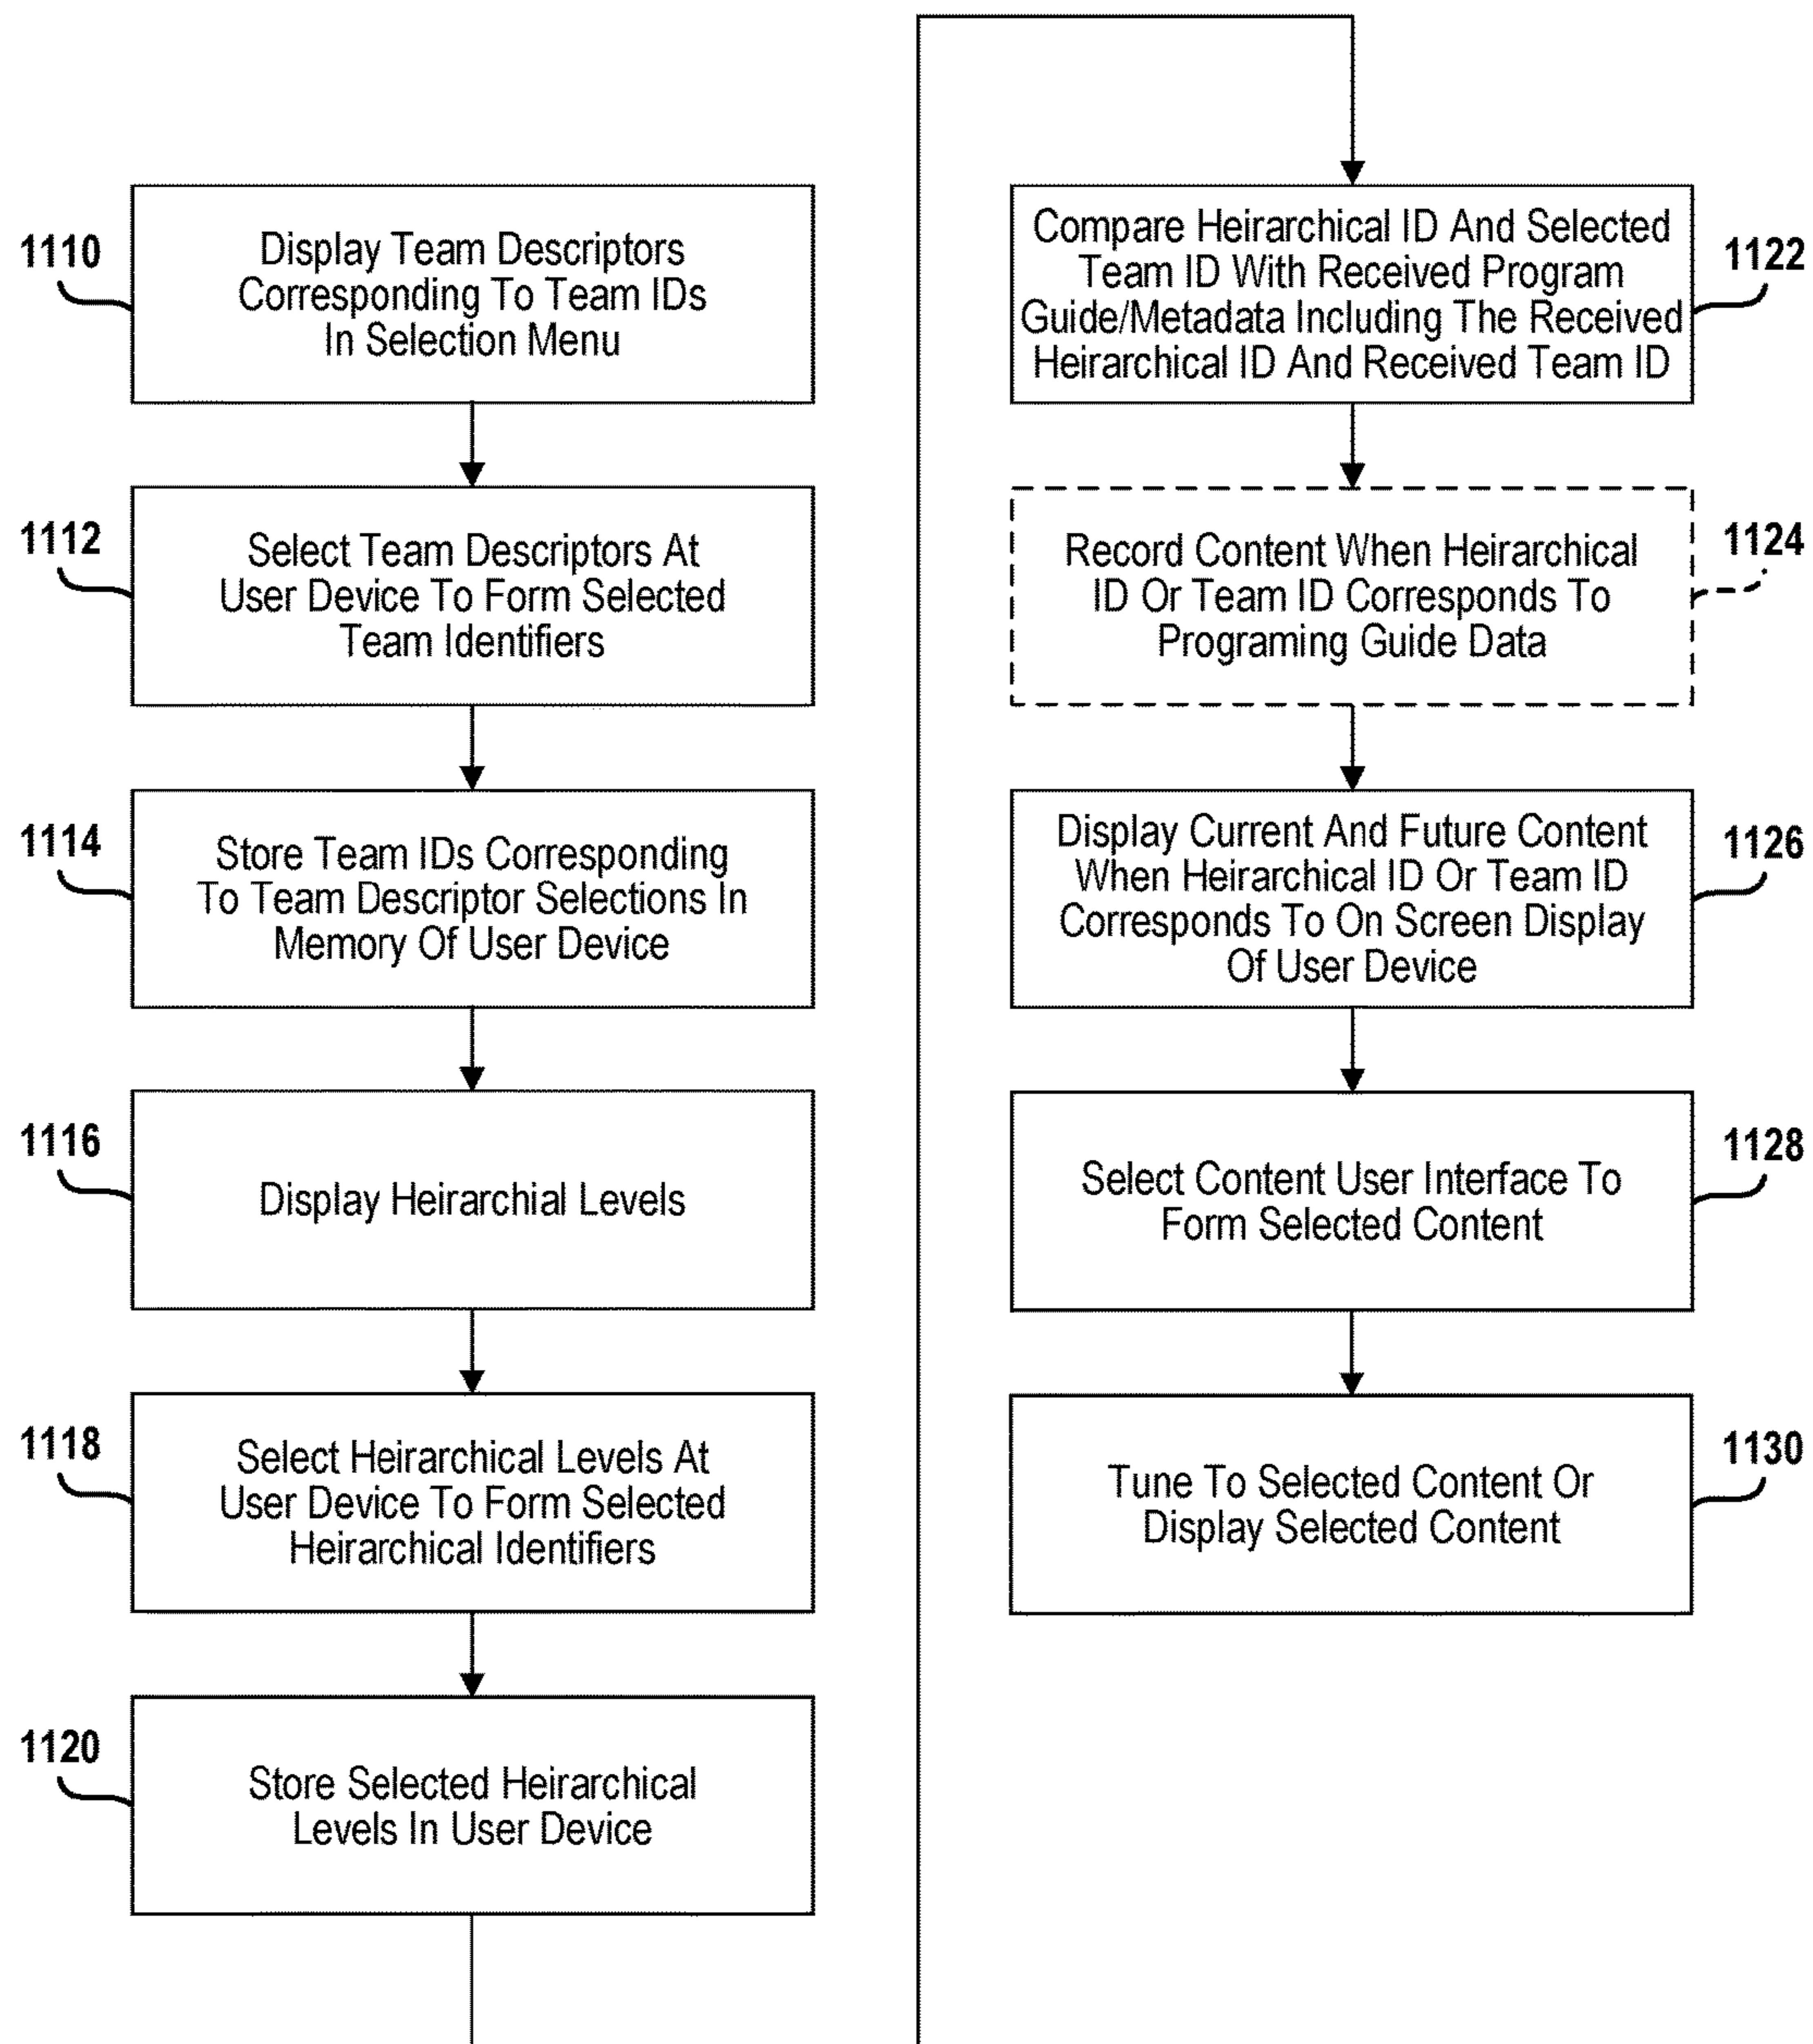 1110
Display Team Descriptors
Corresponding To Team IDs
In Selection Menu
1112
Select Team Descriptors At
User Device To Form Selected
Team Identifiers
1114
Store Team IDs Corresponding
To Team Descriptor Selections In
Memory Of User Device
1116
Display Heirarchial Levels
1118
Select Heirarchical Levels At
User Device To Form Selected
Heirarchical Identifiers
1120
Store Selected Heirarchical
Levels In User Device
Compare Heirarchical ID And Selected
Team ID With Received Program
Guide/Metadata Including The Received
Heirarchical ID And Received Team ID
1122
Record Content When Heirarchical
ID Or Team ID Corresponds To
Programing Guide Data
1124
Display Current And Future Content
When Heirarchical ID Or Team ID
Corresponds To On Screen Display
Of User Device
1126
Select Content User Interface To
Form Selected Content
1128
Tune To Selected Content Or
Display Selected Content
1130